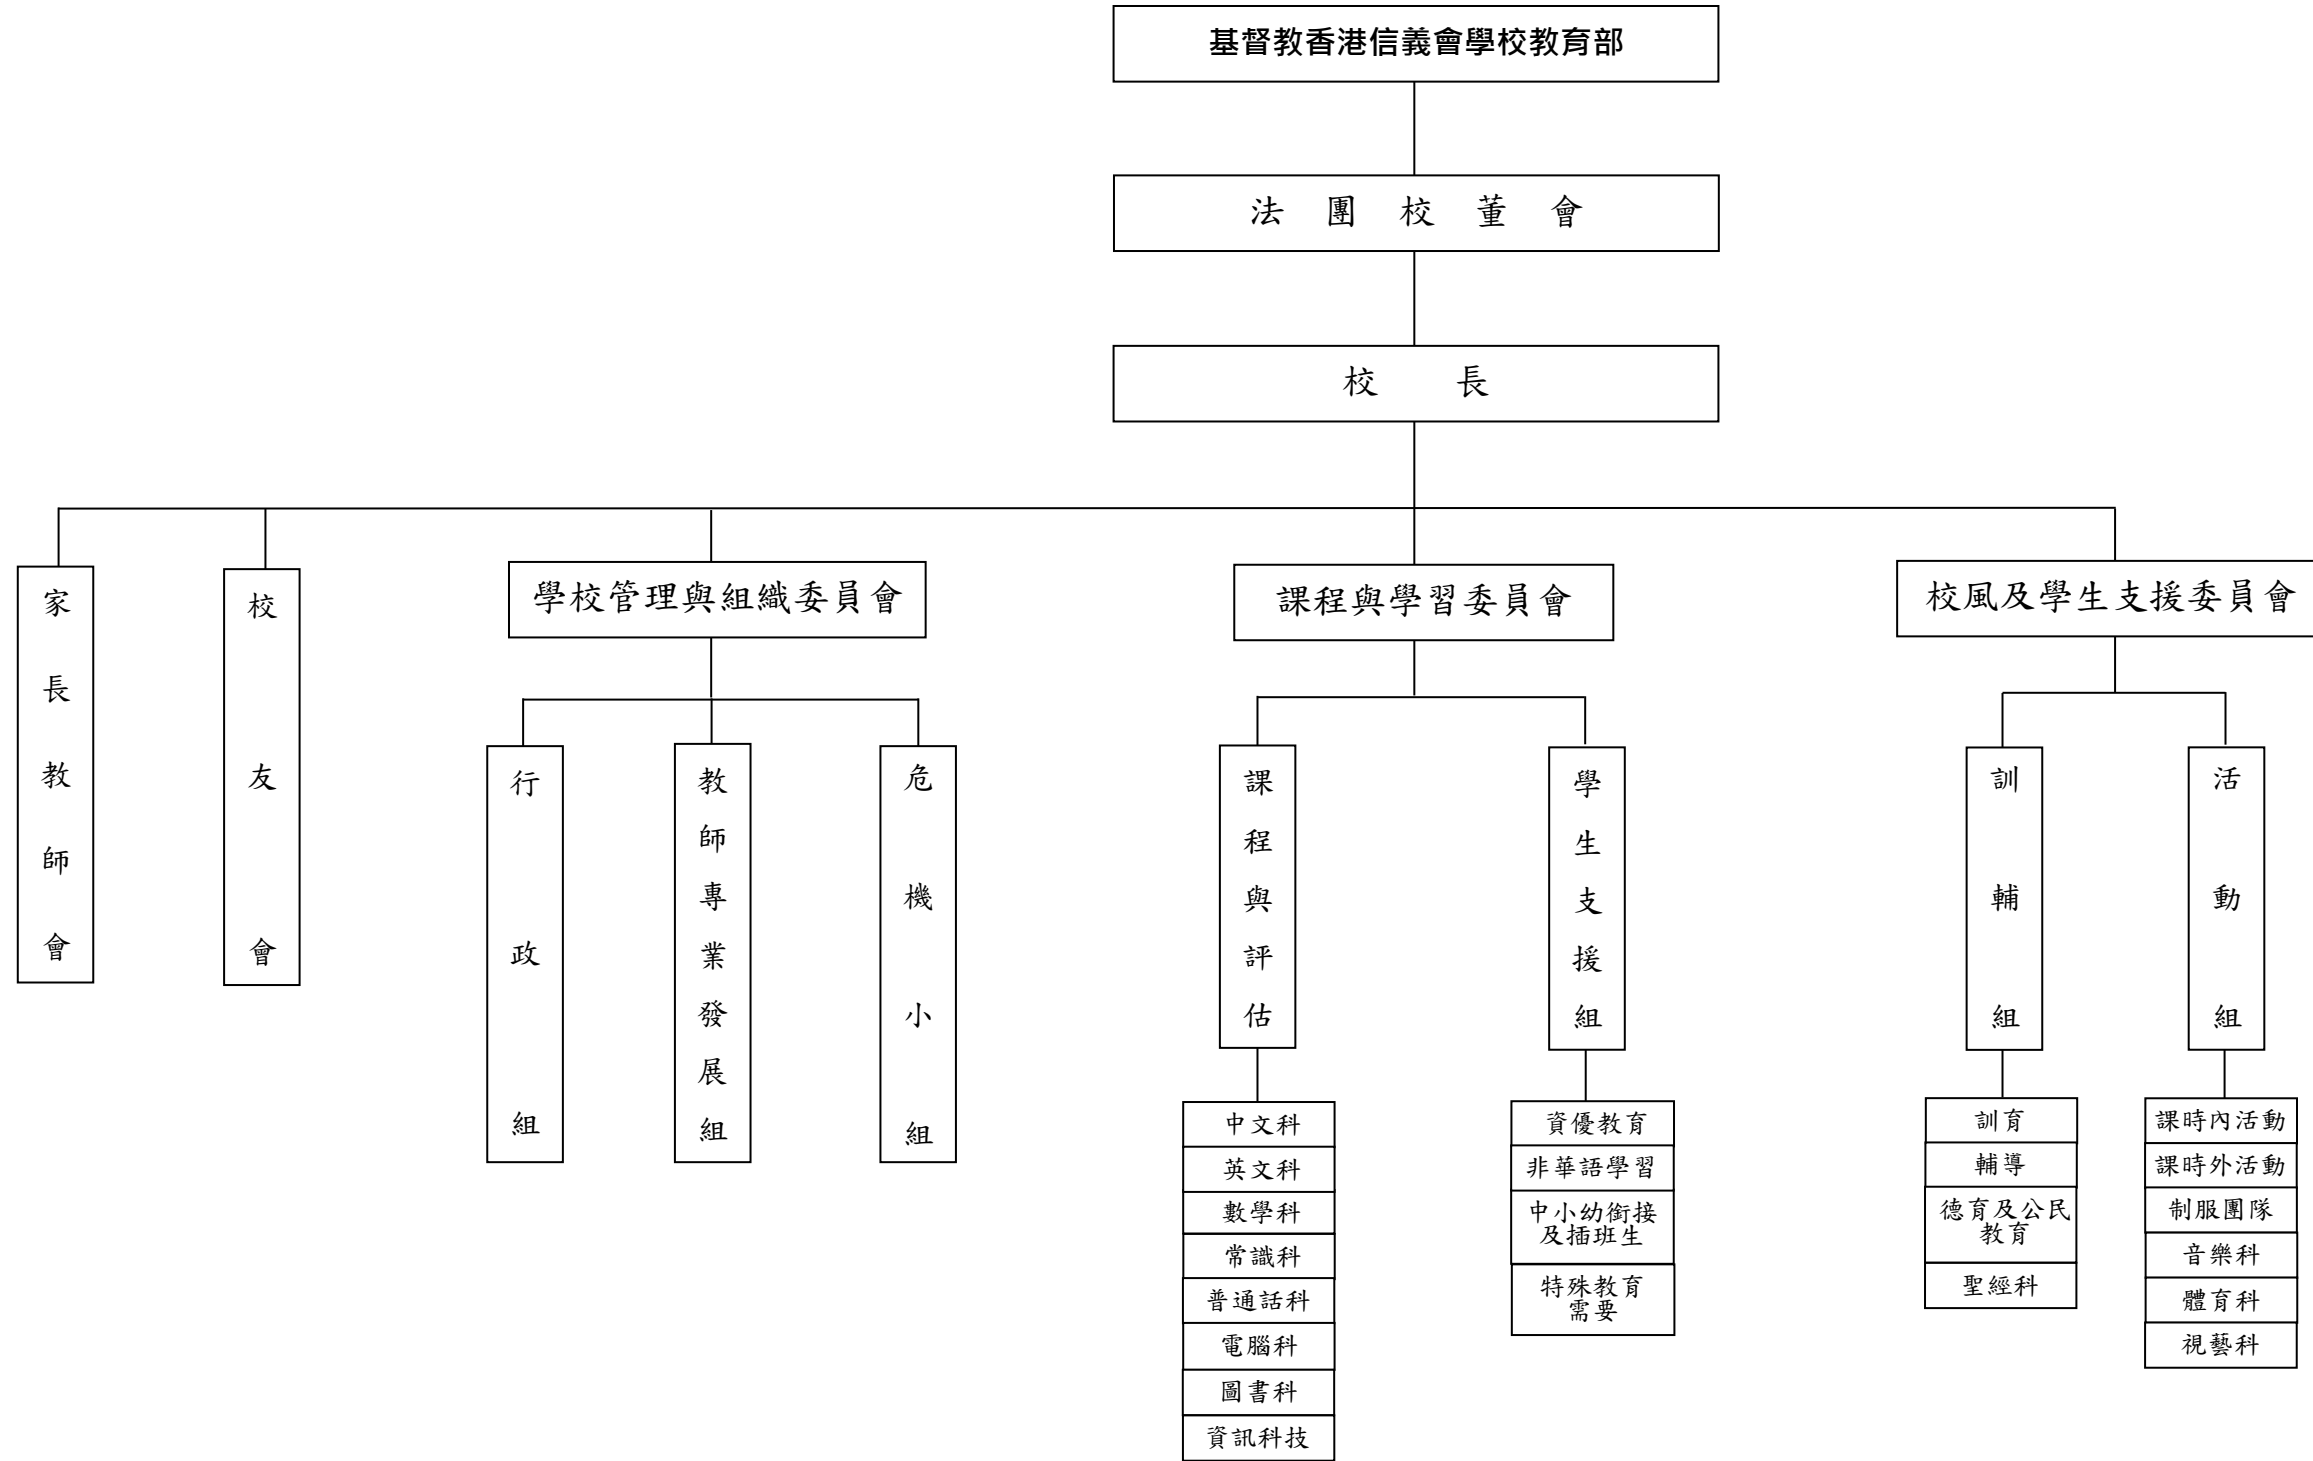 基督教香港信義會學校教育部
法團校董會
校長
家長教師會
校友會
學校管理與組織委員會
課程與學習委員會
校風及學生支援委員會
行政組
教師專業發展組
危機小組
課程與評估
學生支援組
訓輔組
活動組
中文科
英文科
數學科
常識科
普通話科
電腦科
圖書科
資訊科技
資優教育
非華語學習
中小幼銜接
及插班生
特殊教育
需要
訓育
輔導
德育及公民
教育
聖經科
課時內活動
課時外活動
制服團隊
音樂科
體育科
視藝科